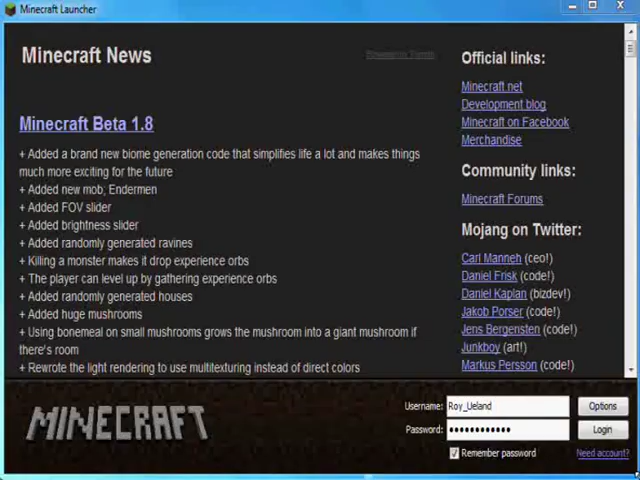 Minecraft Launcher
Minecraft News
Powered by Tumblr
Minecraft Beta 1.8
+ Added a brand new biome generation code that simplifies life a lot and makes things
much more exciting for the future
+ Added new mob; Endermen
+ Added FOV slider
+ Added brightness slider
+ Added randomly generated ravines
+ Killing a monster makes it drop experience orbs
+ The player can level up by gathering experience orbs
+ Added randomly generated houses
+ Added huge mushrooms
+ Using bonemeal on small mushrooms grows the mushroom into a giant mushroom if
there's room
+ Rewrote the light rendering to use multitexturing instead of direct colors
Official links:
Minecraft.net
Development blog
Minecraft on Facebook
Merchandise
Community links:
Minecraft Forums
Mojang on Twitter:
Carl Manneh (ceo!)
Daniel Frisk (code!)
Daniel Kaplan (bizdev!)
Jakob Porser (code!)
Jens Bergensten (code!)
Junkboy (art!)
Markus Persson (code!)
MINECRAFT
Username: Roy_Ueland
Options
Password: ••••••••••••
Login
Remember password
Need account?